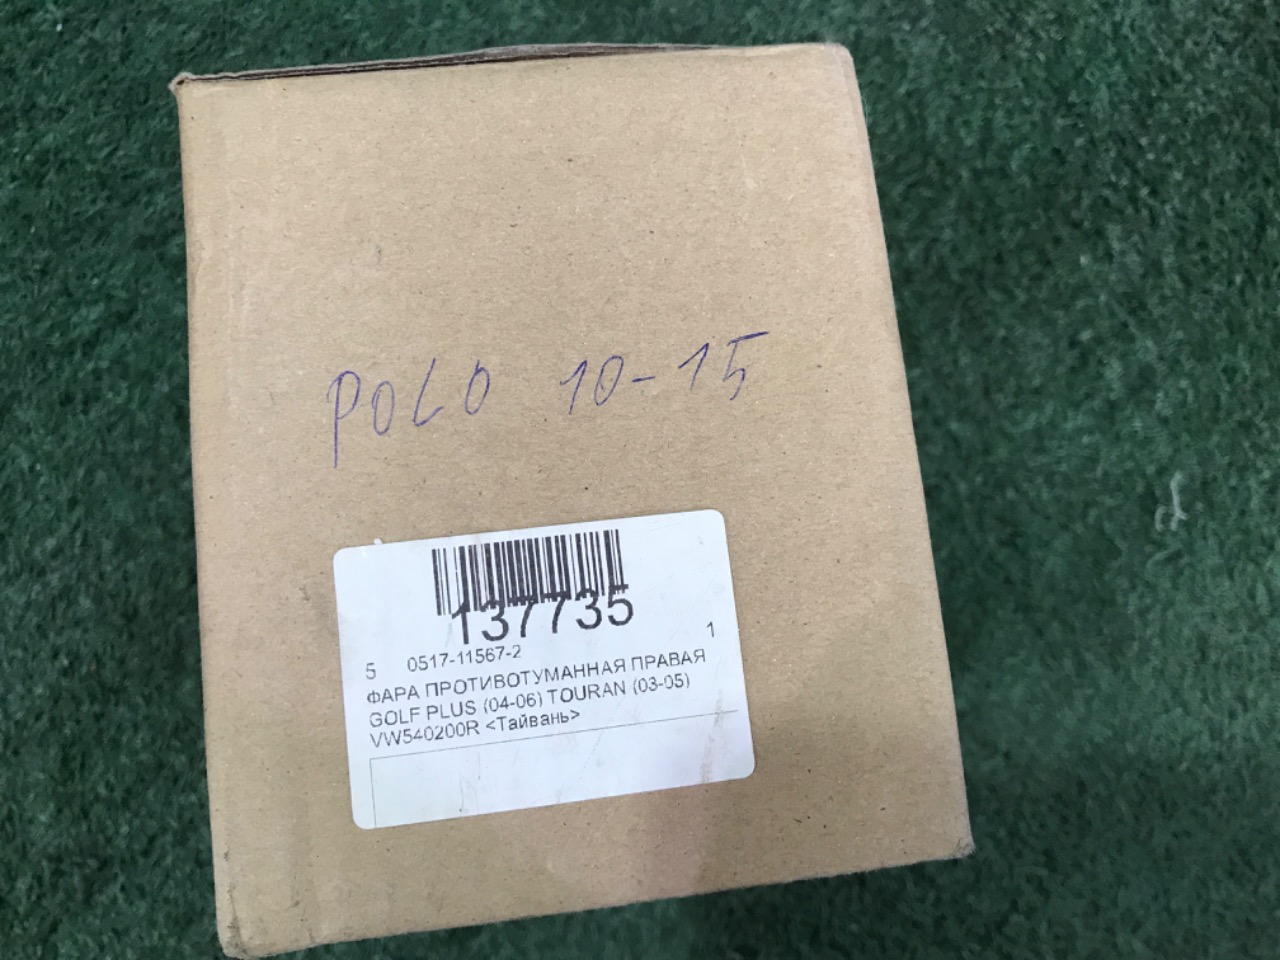 POLO 10-15
137735
5 0517-11567-2 1
ФАРА ПРОТИВОТУМАННАЯ ПРАВАЯ
GOLF PLUS (04-06) TOURAN (03-05)
VW540200R <Тайвань>